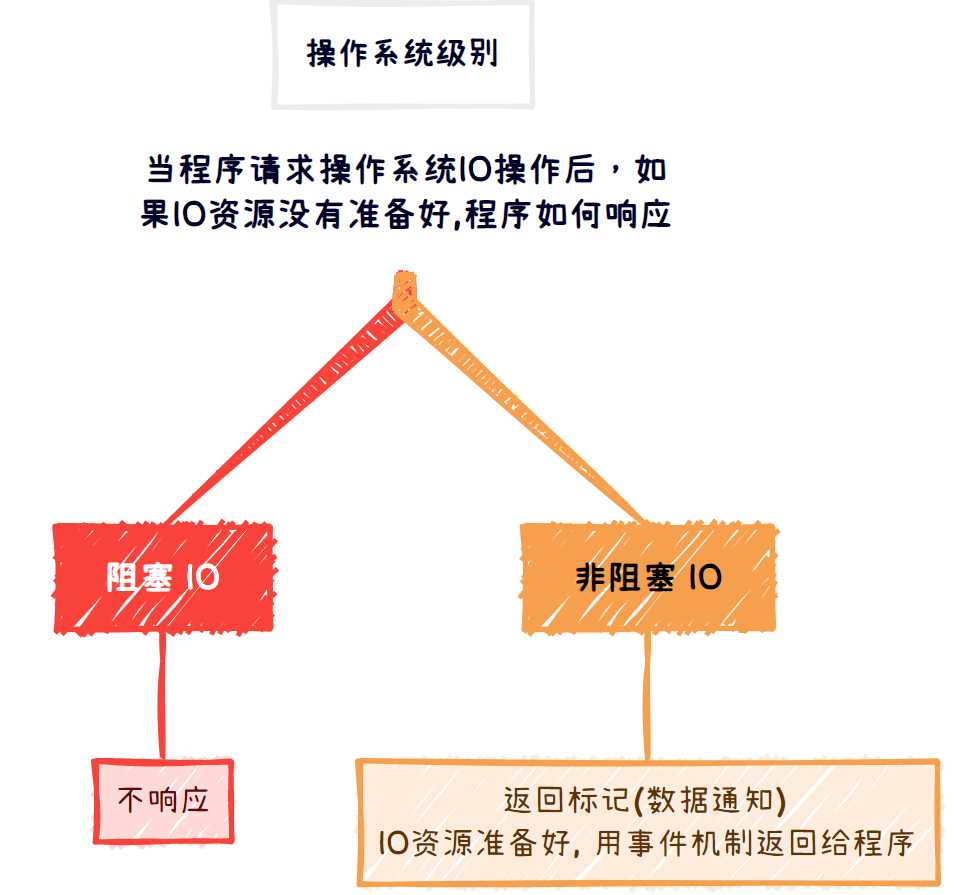 操作系统级别
当程序请求操作系统IO操作后，如
果IO资源没有准备好,程序如何响应
阻塞 IO
非阻塞 IO
不响应
返回标记(数据通知)
IO资源准备好, 用事件机制返回给程序